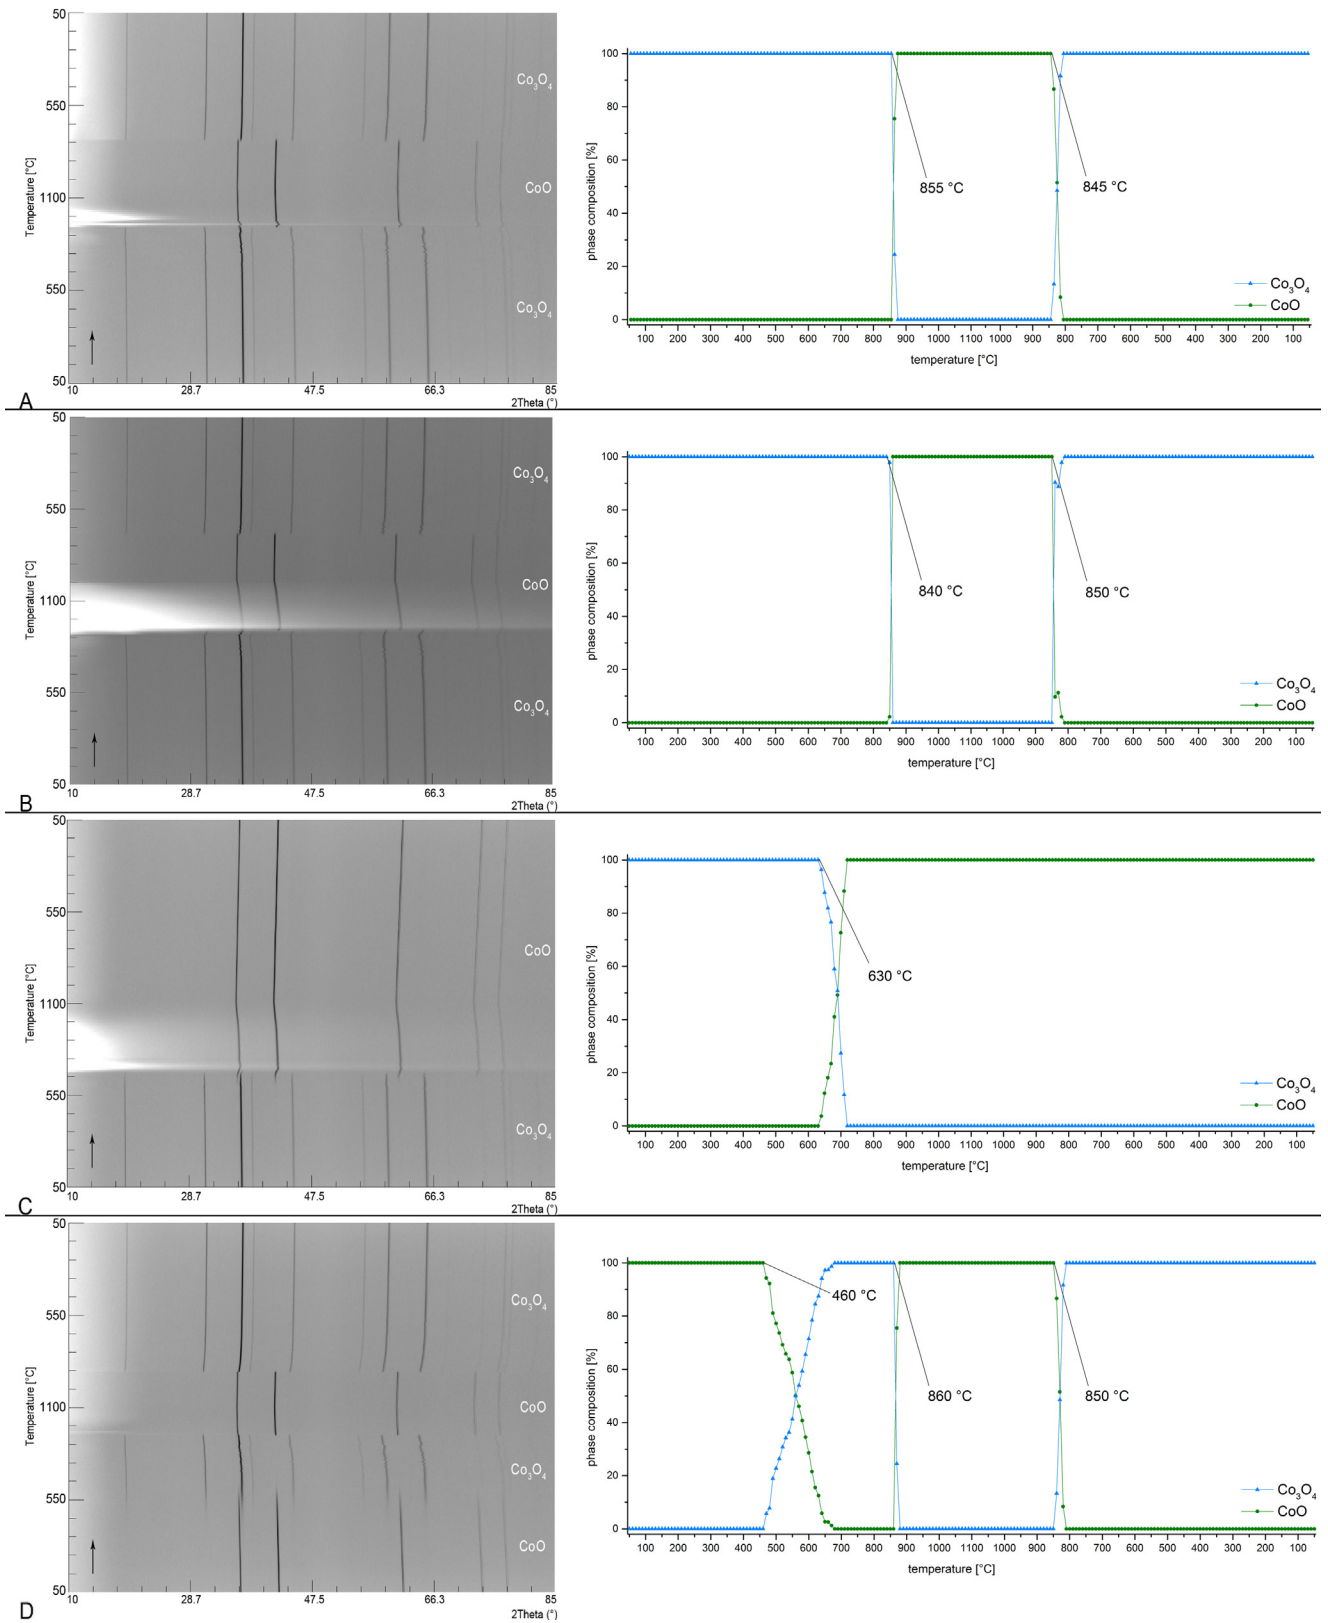 50
550
1100
550
50
Temperature [°C]
Co3O4
CoO
Co3O4
10 28.7 47.5 66.3 85
2Theta (°)
A
100
80
60
40
20
0
phase composition [%]
855 °C
845 °C
Co3O4
CoO
100 200 300 400 500 600 700 800 900 1000 1100 1100 1000 900 800 700 600 500 400 300 200 100
temperature [°C]
50
550
1100
550
50
Temperature [°C]
Co3O4
CoO
Co3O4
10 28.7 47.5 66.3 85
2Theta (°)
B
100
80
60
40
20
0
phase composition [%]
840 °C
850 °C
Co3O4
CoO
100 200 300 400 500 600 700 800 900 1000 1100 1000 900 800 700 600 500 400 300 200 100
temperature [°C]
50
550
1100
550
50
Temperature [°C]
CoO
Co3O4
10 28.7 47.5 66.3 85
2Theta (°)
C
100
80
60
40
20
0
phase composition [%]
630 °C
Co3O4
CoO
100 200 300 400 500 600 700 800 900 1000 1100 1000 900 800 700 600 500 400 300 200 100
temperature [°C]
50
550
1100
550
50
Temperature [°C]
Co3O4
CoO
Co3O4
CoO
10 28.7 47.5 66.3 85
2Theta (°)
D
100
80
60
40
20
0
phase composition [%]
460 °C
860 °C
850 °C
Co3O4
CoO
100 200 300 400 500 600 700 800 900 1000 1100 1000 900 800 700 600 500 400 300 200 100
temperature [°C]